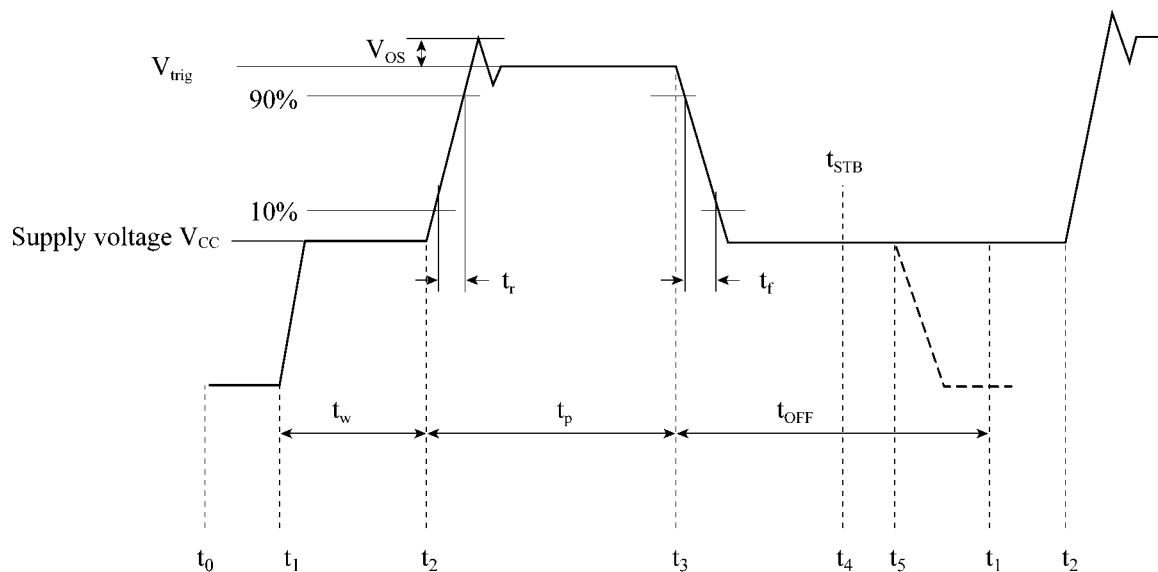 V_OS
V_trig
90%
t_STB
10%
Supply voltage V_CC
t_r
t_f
t_w
t_p
t_OFF
t_0 t_1 t_2 t_3 t_4 t_5 t_1 t_2